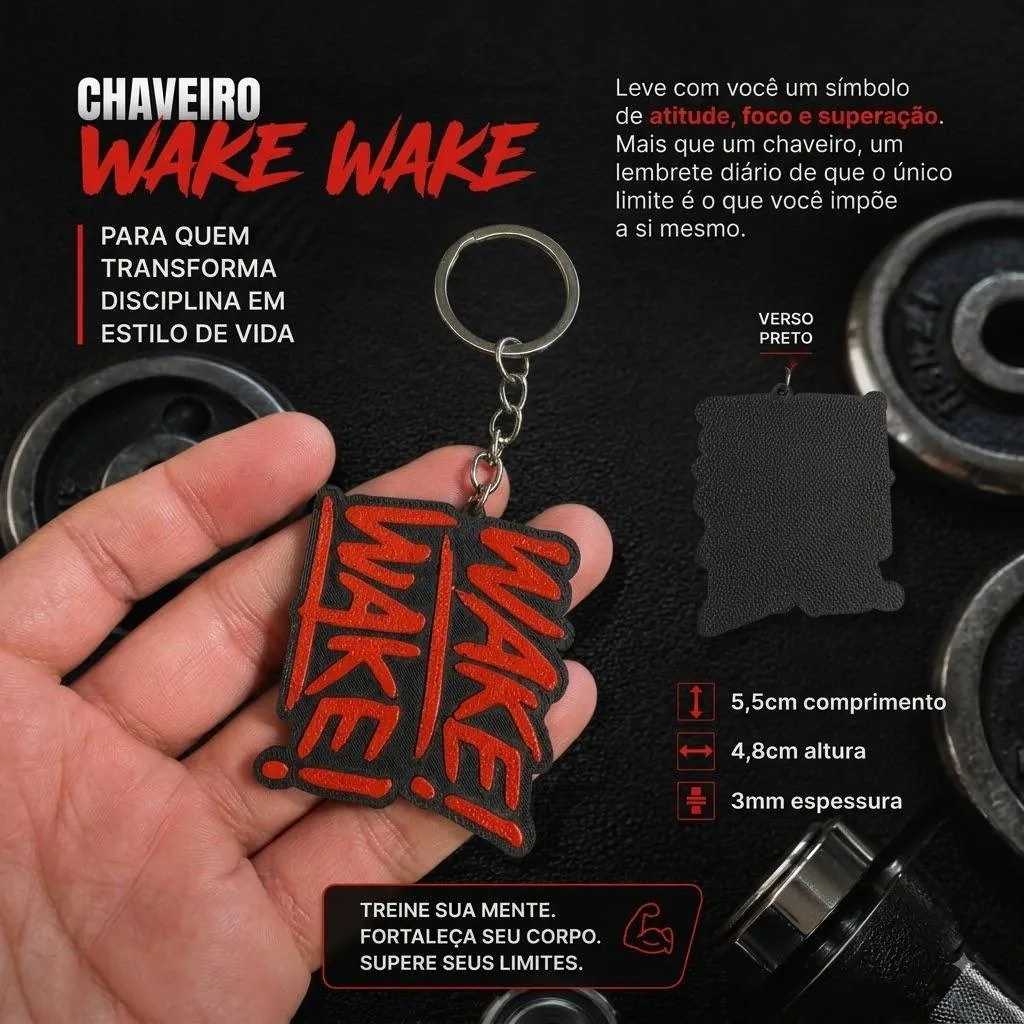 CHAVEIRO
WAKE WAKE
PARA QUEM
TRANSFORMA
DISCIPLINA EM
ESTILO DE VIDA
Leve com você um símbolo
de atitude, foco e superação.
Mais que um chaveiro, um
lembrete diário de que o único
limite é o que você impõe
a si mesmo.
VERSO
PRETO
WAKE!
WAKE!
5,5cm comprimento
4,8cm altura
3mm espessura
TREINE SUA MENTE.
FORTALEÇA SEU CORPO.
SUPERE SEUS LIMITES.